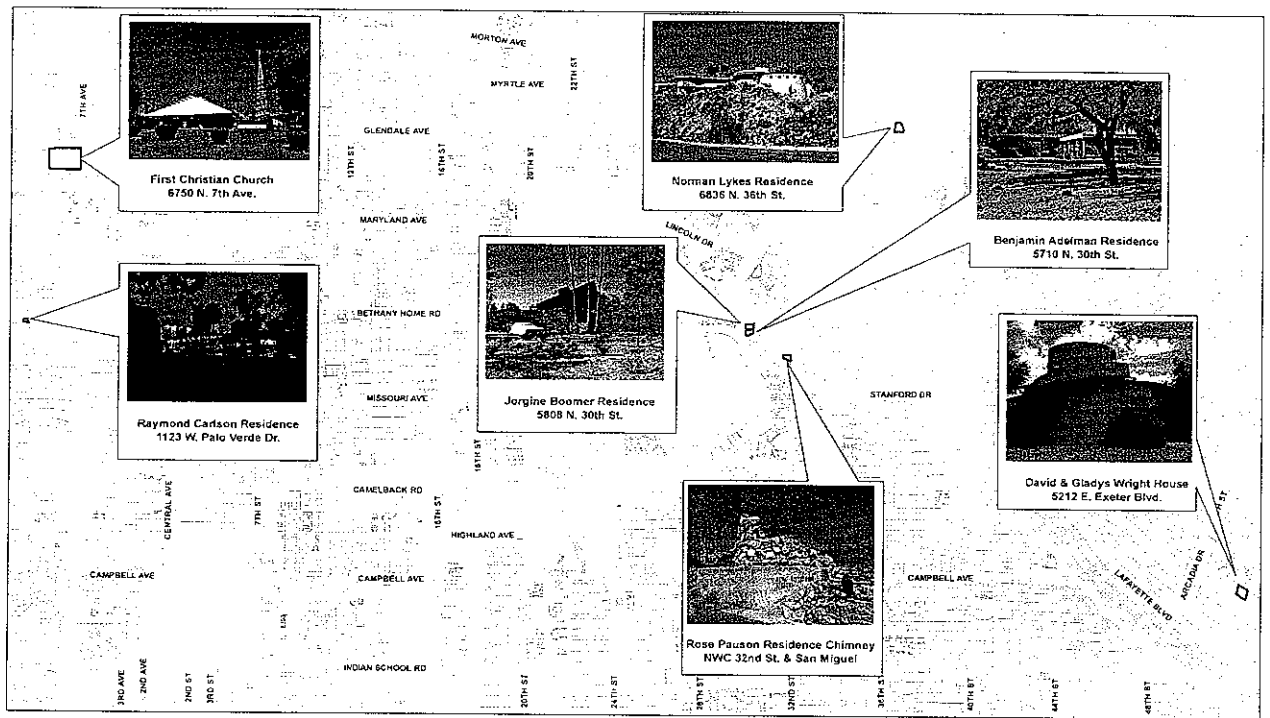 MORTON AVE
MYRTLE AVE
22TH ST
7TH AVE
GLENDALE AVE
12TH ST
16TH ST
20TH ST
First Christian Church
6750 N. 7th Ave.
Norman Lykes Residence
6836 N. 36th St.
MARYLAND AVE
LINCOLN DR
Benjamin Adelman Residence
5710 N. 30th St.
BETHANY HOME RD
MISSOURI AVE
Jorgine Boomer Residence
5808 N. 30th St.
STANFORD DR
Raymond Carlson Residence
1123 W. Palo Verde Dr.
16TH ST
CAMELBACK RD
David & Gladys Wright House
5212 E. Exeter Blvd.
CENTRAL AVE
7TH ST
16TH ST
HIGHLAND AVE
CAMPBELL AVE
CAMPBELL AVE
CAMPBELL AVE
LAFAYETTE BLVD
ARCADIA DR
Rose Pauson Residence Chimney
NWC 32nd St. & San Miguel
INDIAN SCHOOL RD
3RD AVE
2ND AVE
2ND ST
3RD ST
20TH ST
24TH ST
28TH ST
32ND ST
36TH ST
40TH ST
44TH ST
48TH ST